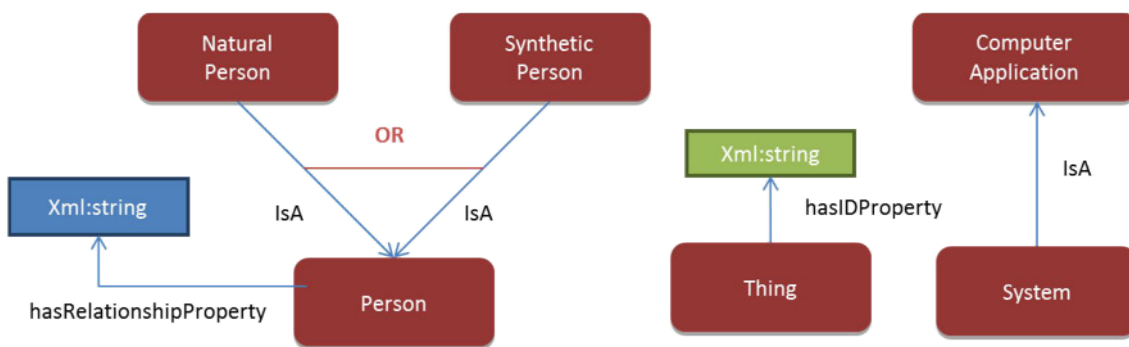 Natural
Person
Synthetic
Person
Computer
Application
OR
Xml:string
Xml:string
IsA
IsA
hasIDProperty
IsA
Person
Thing
System
hasRelationshipProperty